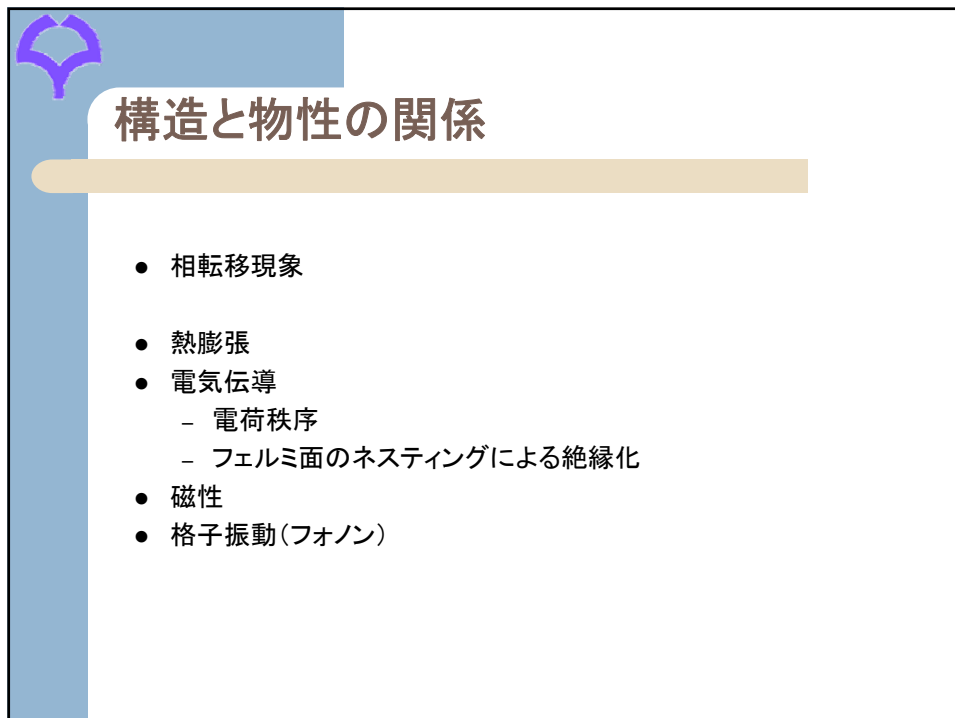 構造と物性の関係
● 相転移現象
● 熱膨張
● 電気伝導
– 電荷秩序
– フェルミ面のネスティングによる絶縁化
● 磁性
● 格子振動（フォノン）